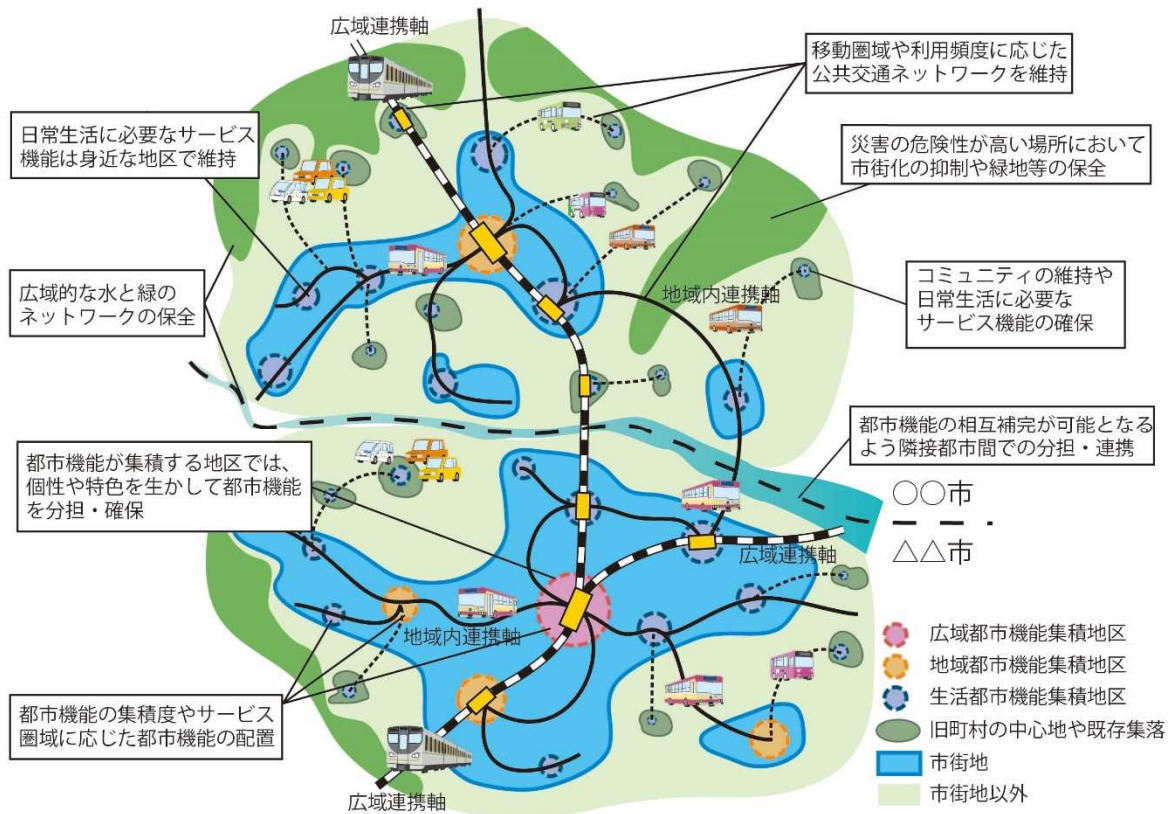 広域連携軸
移動圏域や利用頻度に応じた
公共交通ネットワークを維持
日常生活に必要なサービス
機能は身近な地区で維持
災害の危険性が高い場所において
市街化の抑制や緑地等の保全
広域的な水と緑の
ネットワークの保全
地域内連携軸
コミュニティの維持や
日常生活に必要な
サービス機能の確保
都市機能の相互補完が可能となる
よう隣接都市間での分担・連携
都市機能が集積する地区では、
個性や特色を生かして都市機能
を分担・確保
○○市
△△市
広域連携軸
地域内連携軸
都市機能の集積度やサービス
圏域に応じた都市機能の配置
広域連携軸
広域都市機能集積地区
地域都市機能集積地区
生活都市機能集積地区
旧町村の中心地や既存集落
市街地
市街地以外